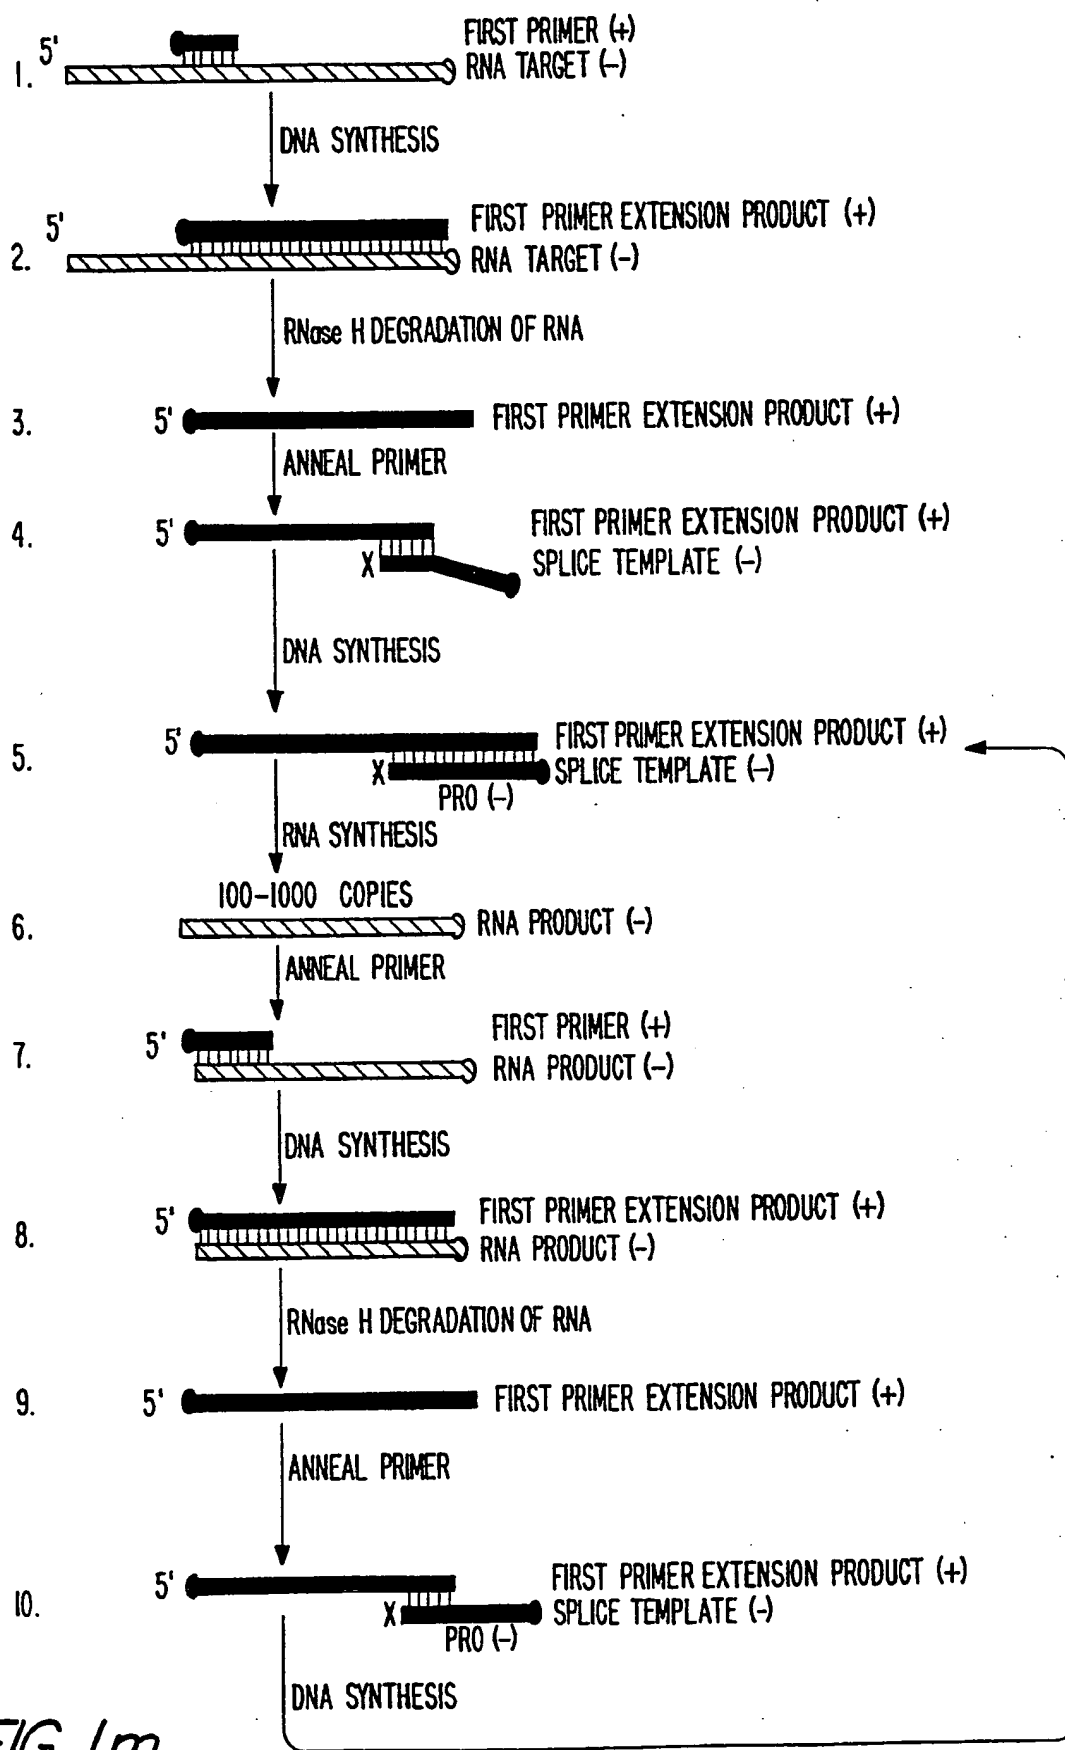 5'
FIRST PRIMER (+)
1.
RNA TARGET (-)
DNA SYNTHESIS
5'
FIRST PRIMER EXTENSION PRODUCT (+)
2.
RNA TARGET (-)
RNase H DEGRADATION OF RNA
3.
5'
FIRST PRIMER EXTENSION PRODUCT (+)
ANNEAL PRIMER
4.
5'
FIRST PRIMER EXTENSION PRODUCT (+)
X
SPLICE TEMPLATE (-)
DNA SYNTHESIS
5.
5'
FIRST PRIMER EXTENSION PRODUCT (+)
X
SPLICE TEMPLATE (-)
PRO (-)
RNA SYNTHESIS
100-1000 COPIES
6.
RNA PRODUCT (-)
ANNEAL PRIMER
7.
5'
FIRST PRIMER (+)
RNA PRODUCT (-)
DNA SYNTHESIS
8.
5'
FIRST PRIMER EXTENSION PRODUCT (+)
RNA PRODUCT (-)
RNase H DEGRADATION OF RNA
9.
5'
FIRST PRIMER EXTENSION PRODUCT (+)
ANNEAL PRIMER
10.
5'
FIRST PRIMER EXTENSION PRODUCT (+)
X
SPLICE TEMPLATE (-)
PRO (-)
DNA SYNTHESIS
FIG. 1m